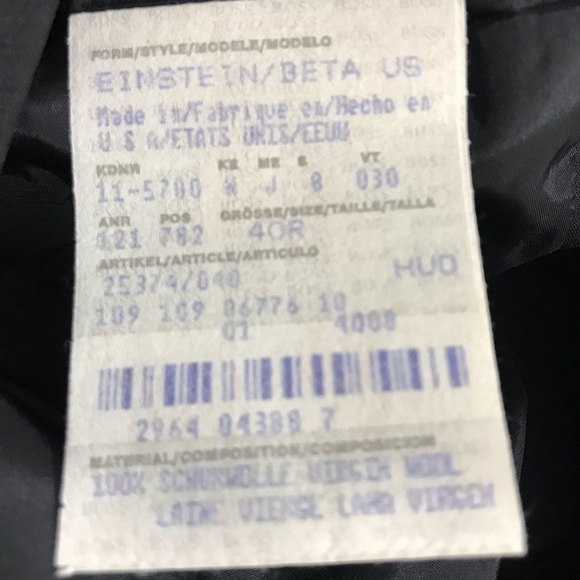 FORM/STYLE/MODELE/MODELO
EINSTEIN/BETA US
Made in/Fabrique en/Hecho en
U S A/ETATS UNIS/EEUU
KDNR KE ME S VT
11-5700 W J 8 030
ANR POS GRÖSSE/SIZE/TAILLE/TALLA
621 782 40R
ARTIKEL/ARTICLE/ARTICULO
25374/040 HUO
109 109 06776 10
01 4000
2964 04388 7
MATERIAL/COMPOSITION/COMPOSICION
100% SCHURWOLLE VIRGIN WOOL
LAINE VIERGE LANA VIRGEN